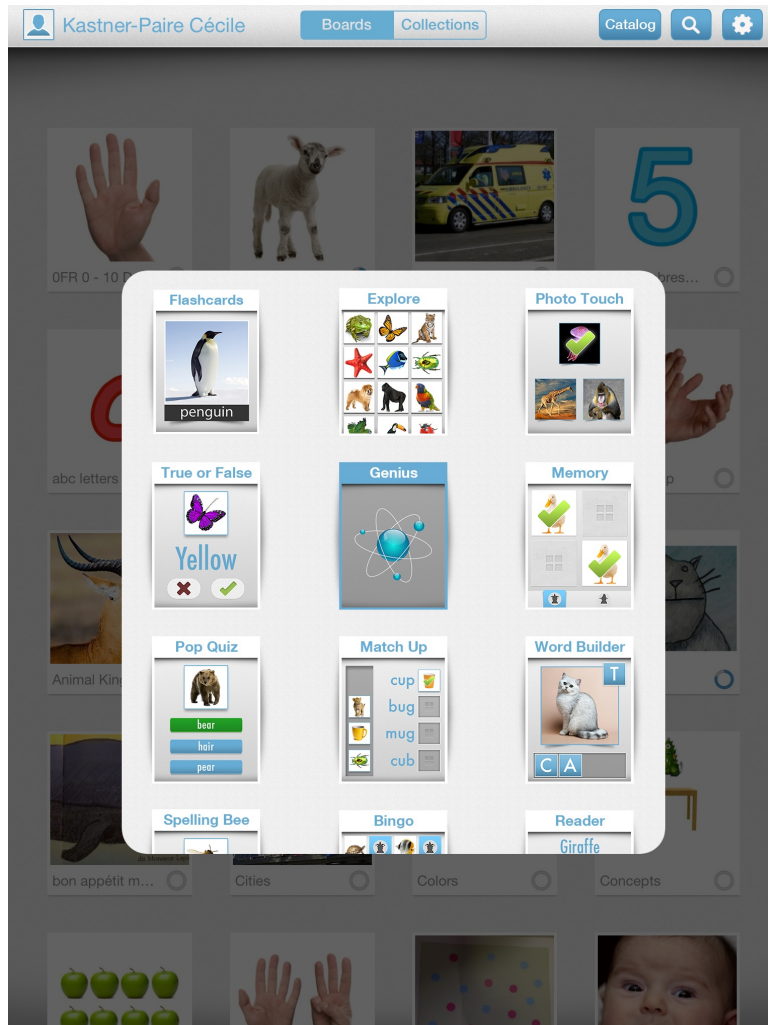 Kastner-Paire Cécile
Boards
Collections
Catalog
5
0FR 0 - 10 D
bres...
Flashcards
Explore
Photo Touch
penguin
abc letters
p
True or False
Genius
Memory
Yellow
Animal King
Pop Quiz
Match Up
Word Builder
bear
hair
pear
cup
bug
mug
cub
T
C A
Spelling Bee
Bingo
Reader
Giraffe
bon appétit m...
Cities
Colors
Concepts